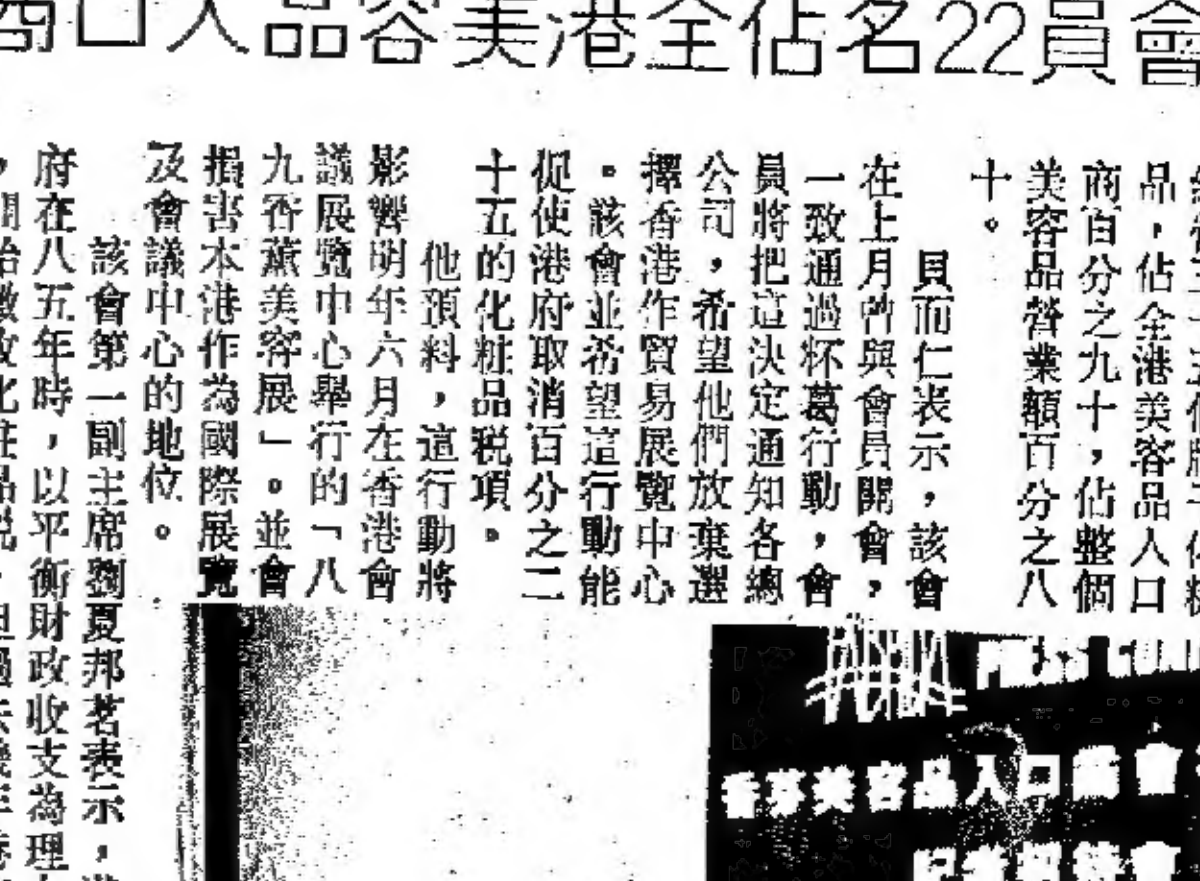 會員22名佔全港美容品入口商
品，佔全港美容品入口
商百分之九十，佔整個
美容品營業額百分之八
十。
貝而仁表示，該會
在上月曾與會員開會，
一致通過杯葛行動，會
員將把這決定通知各總
公司，希望他們放棄選
擇香港作貿易展覽中心
。該會並希望這行動能
促使港府取消百分之二
十五的化粧品税項。
他預料，這行動將
影響明年六月在香港會
議展覽中心舉行的「八
九香薰美容展」。並會
損害本港作為國際展覽
及會議中心的地位。
該會第一副主席劉夏邦茗表示，
府在八五年時，以平衡財政收支為理
香港美容品入口